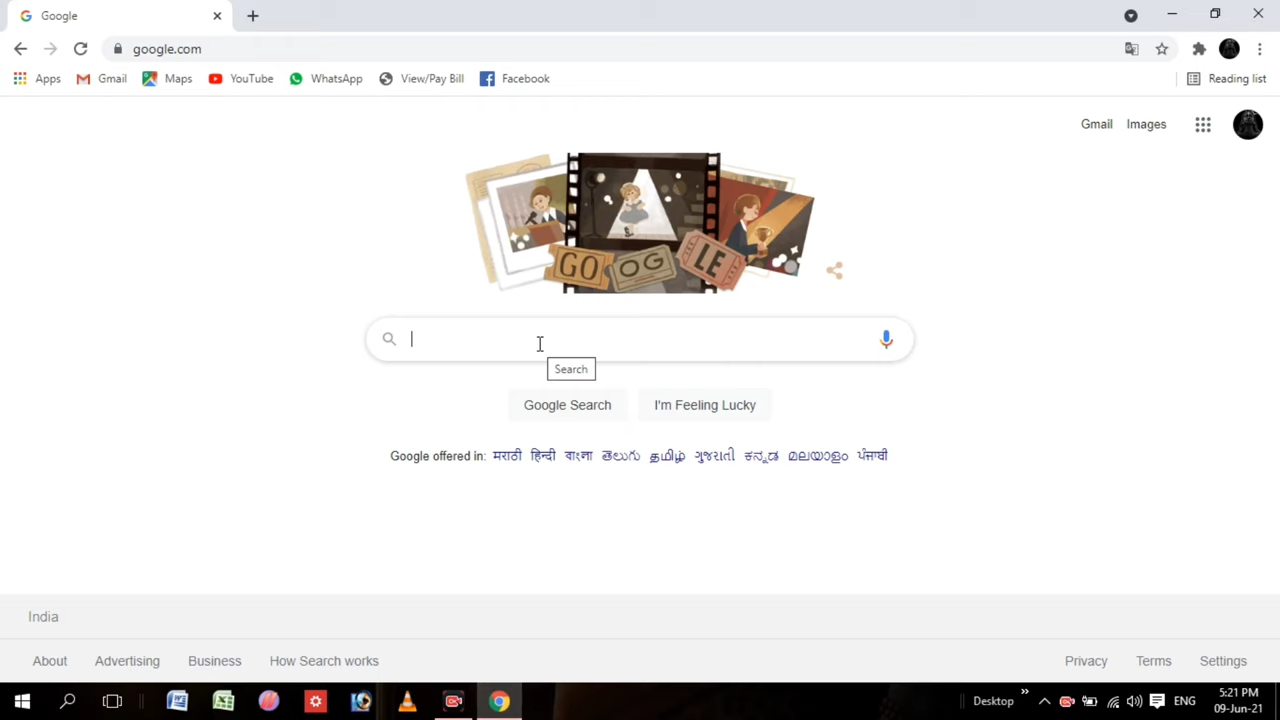 Google
google.com
Apps Gmail Maps YouTube WhatsApp View/Pay Bill Facebook Reading list
Gmail Images
GO OG LE
Search
Google Search I'm Feeling Lucky
Google offered in: मराठी हिन्दी বাংলা తెలుగు தமிழ் ગુજરાતી ಕನ್ನಡ മലയാളം ਪੰਜਾਬੀ
India
About Advertising Business How Search works Privacy Terms Settings
Desktop ENG 5:21 PM
09-Jun-21